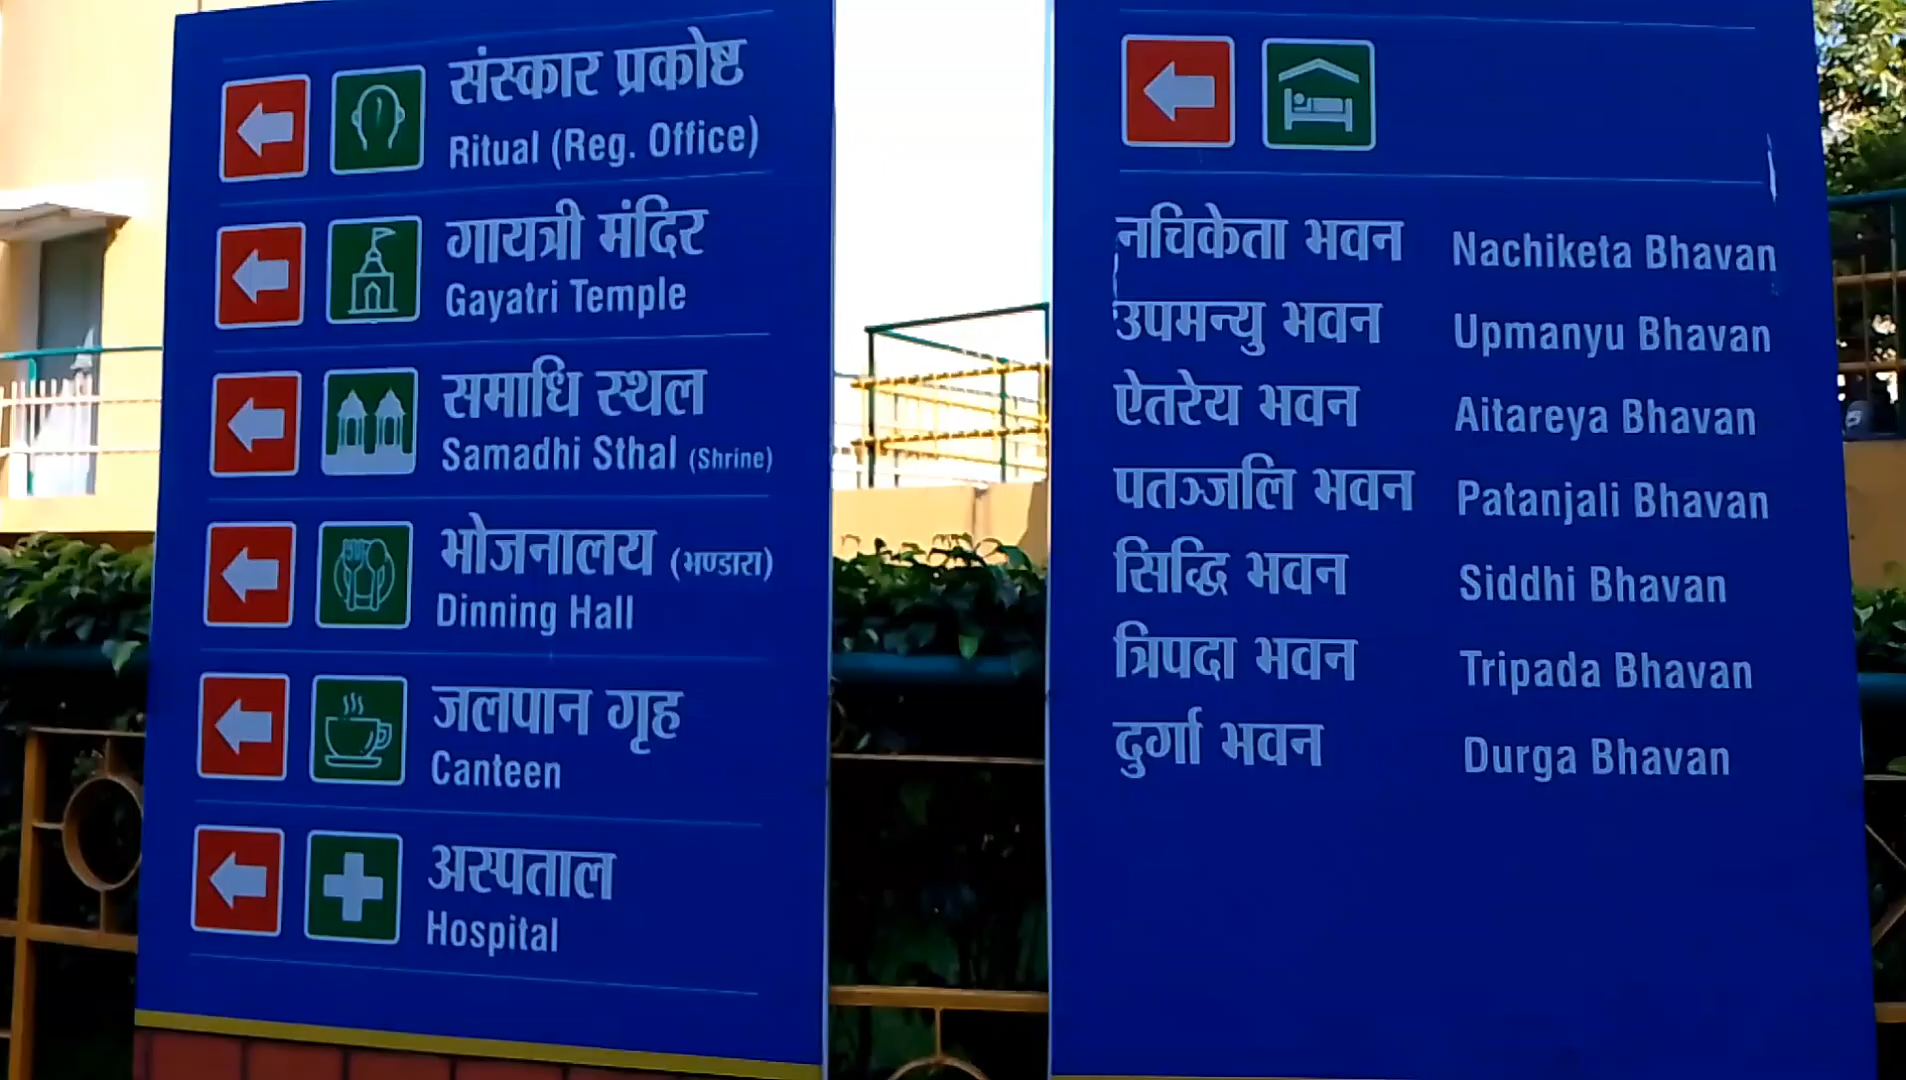 संस्कार प्रकोष्ट
Ritual (Reg. Office)
गायत्री मंदिर
Gayatri Temple
समाधि स्थल
Samadhi Sthal (Shrine)
भोजनालय (भण्डारा)
Dinning Hall
जलपान गृह
Canteen
अस्पताल
Hospital
नचिकेता भवन Nachiketa Bhavan
उपमन्यु भवन Upmanyu Bhavan
ऐतरेय भवन Aitareya Bhavan
पतञ्जलि भवन Patanjali Bhavan
सिद्धि भवन Siddhi Bhavan
त्रिपदा भवन Tripada Bhavan
दुर्गा भवन Durga Bhavan